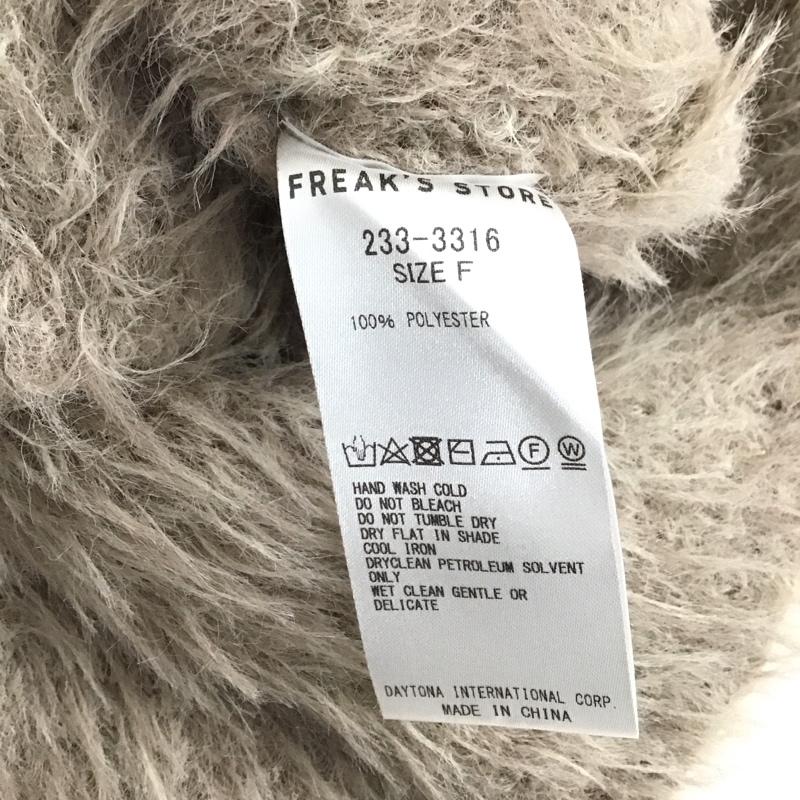 FREAK'S STORE
233-3316
SIZE F
100% POLYESTER
F W
HAND WASH COLD
DO NOT BLEACH
DO NOT TUMBLE DRY
DRY FLAT IN SHADE
COOL IRON
DRYCLEAN PETROLEUM SOLVENT
ONLY
WET CLEAN GENTLE OR
DELICATE
DAYTONA INTERNATIONAL CORP.
MADE IN CHINA